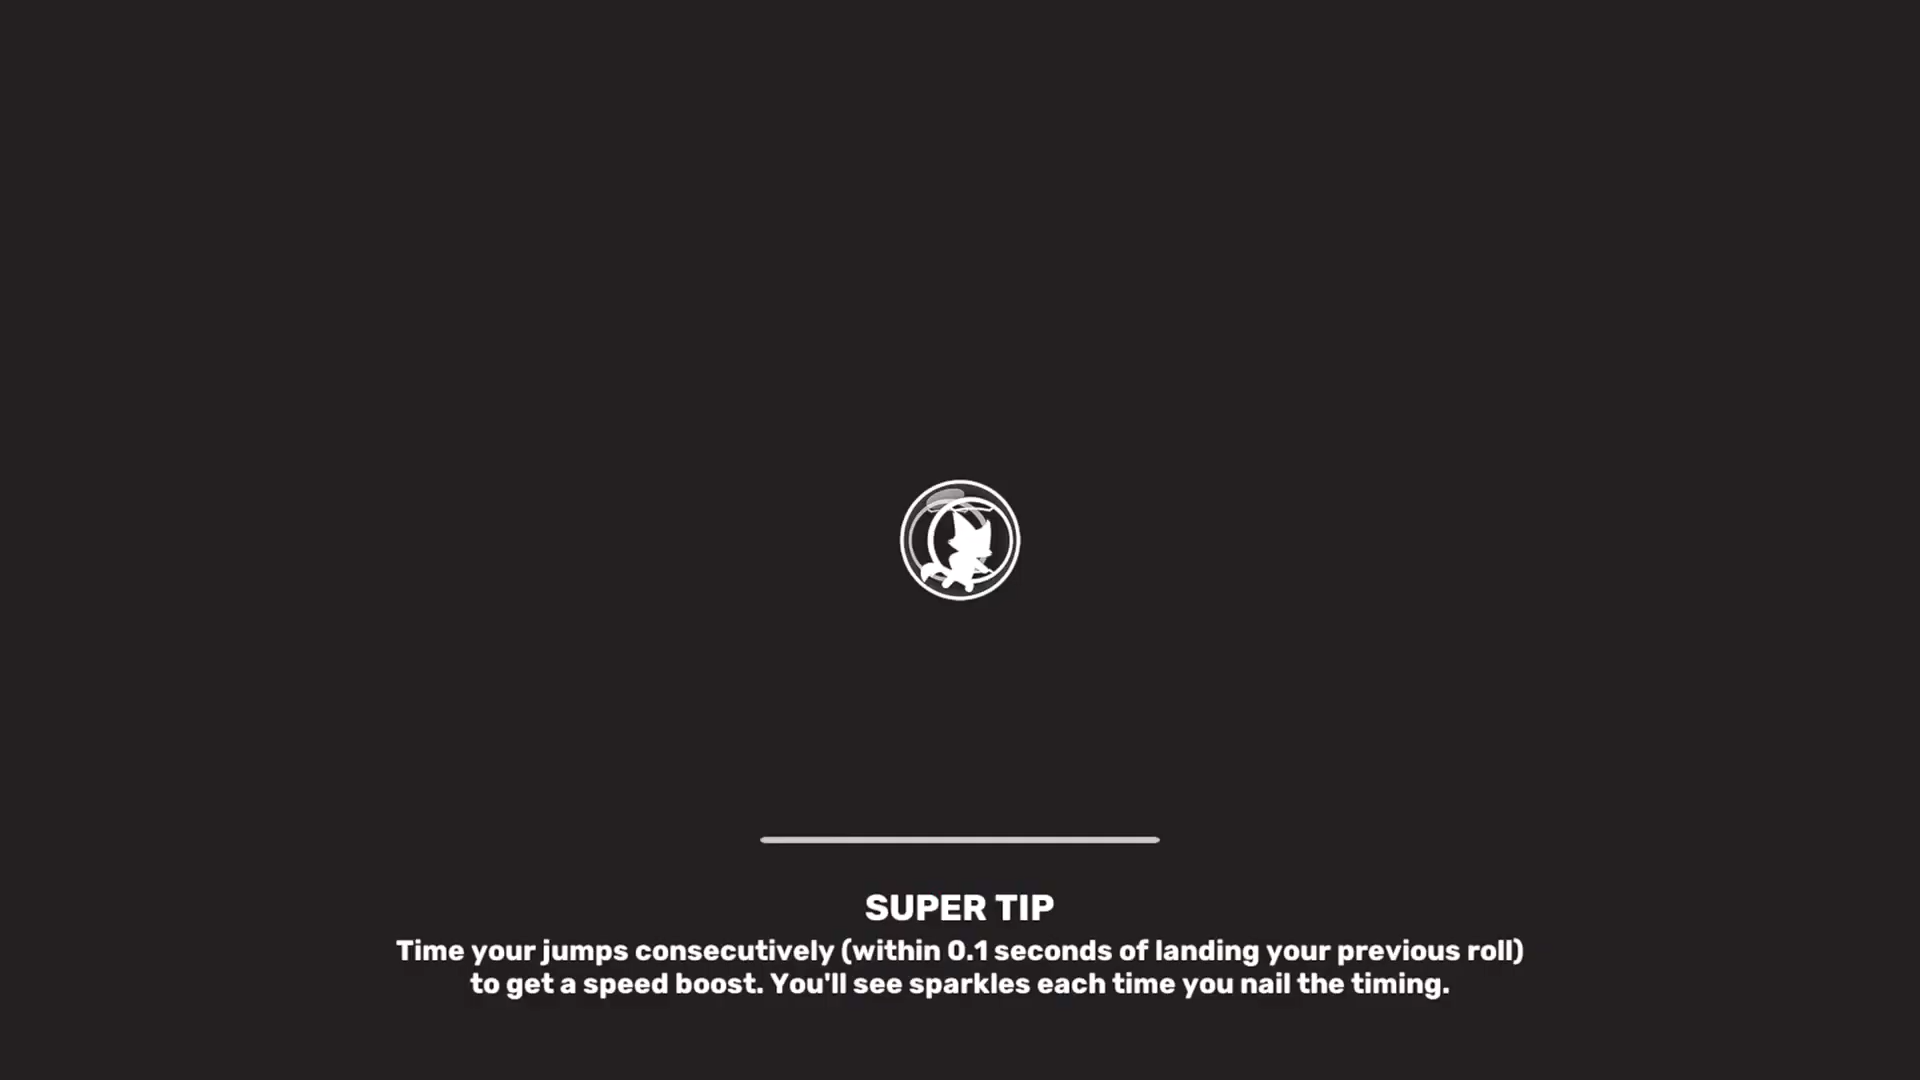 SUPER TIP
Time your jumps consecutively (within 0.1 seconds of landing your previous roll)
to get a speed boost. You'll see sparkles each time you nail the timing.